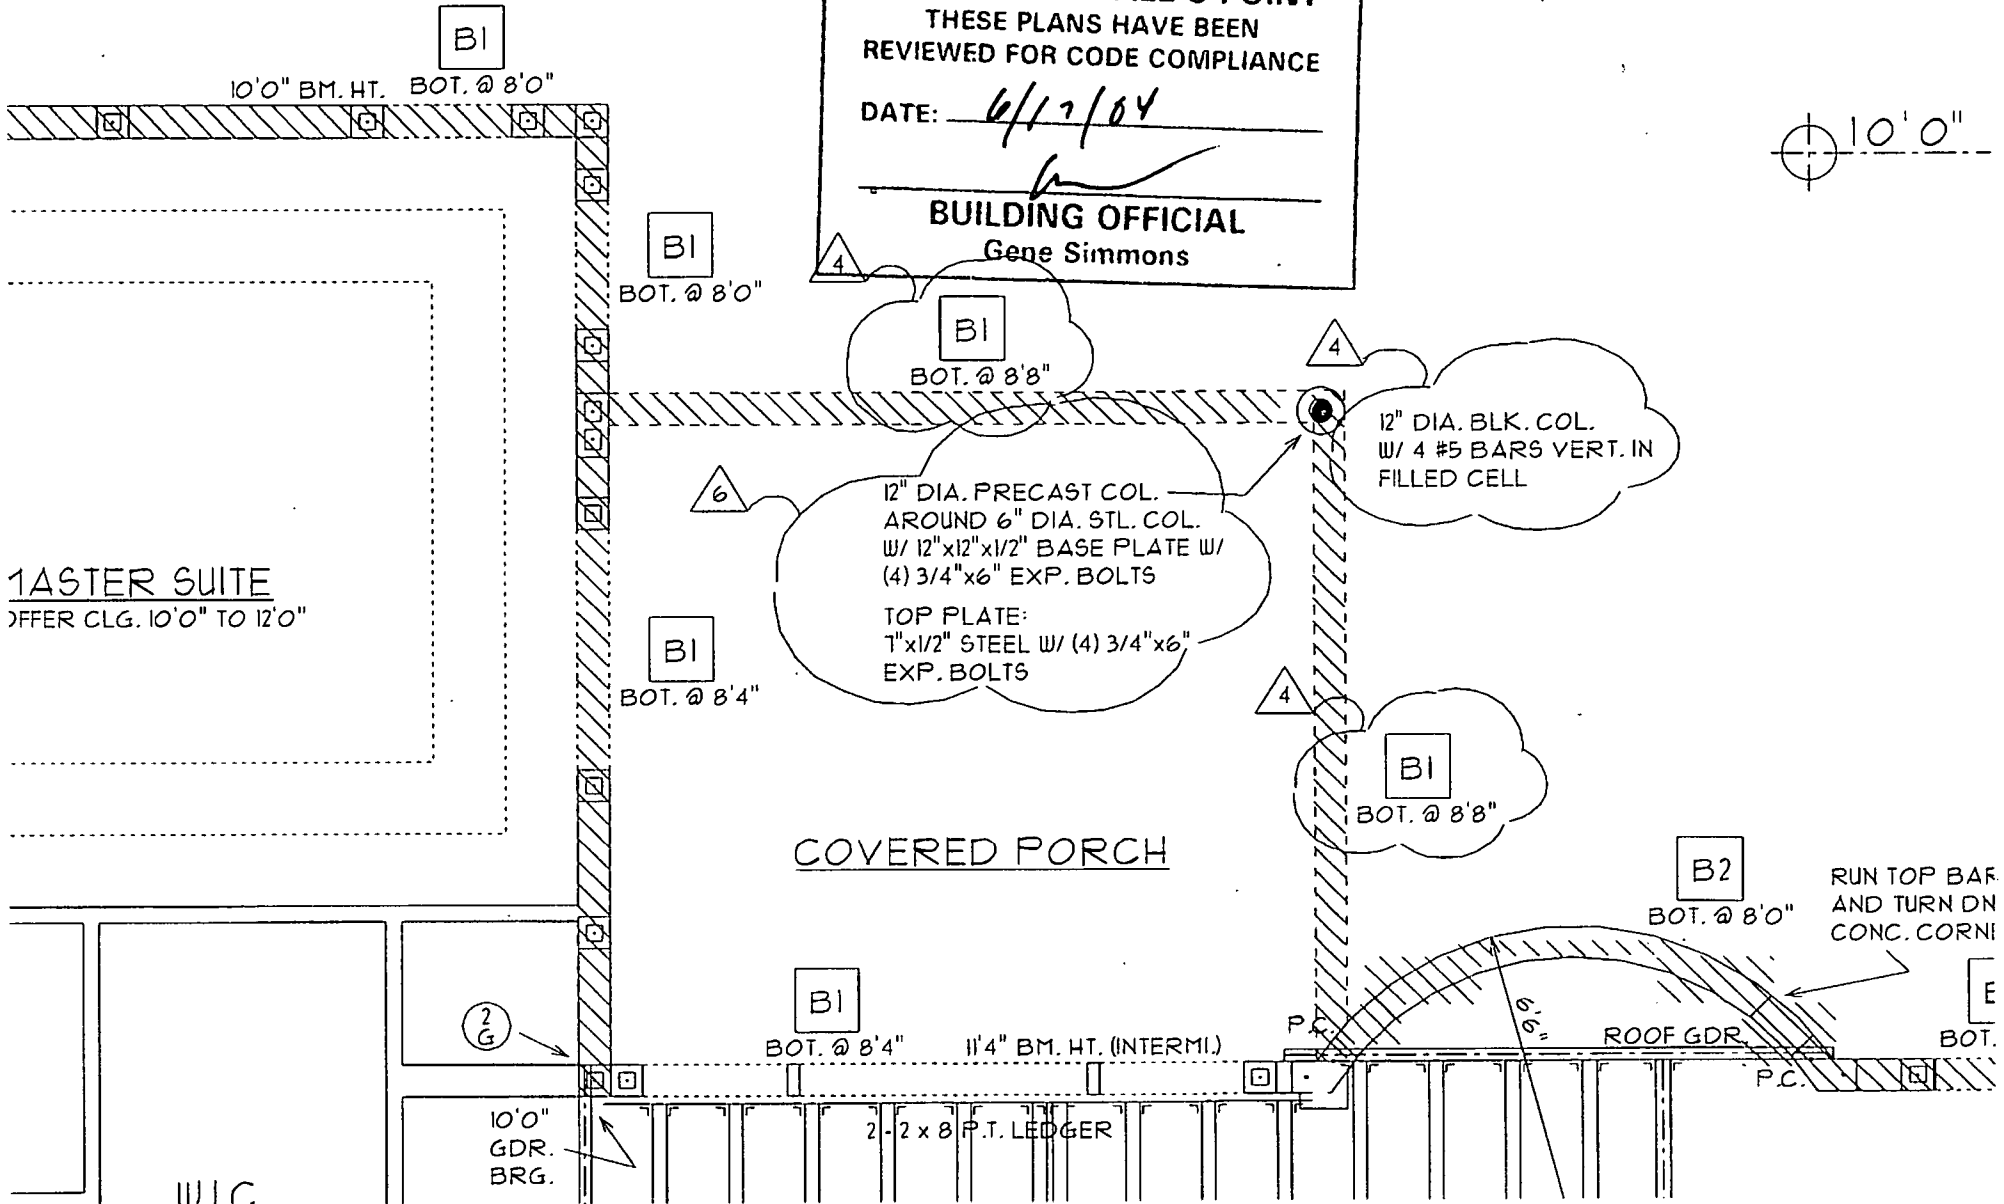 THESE PLANS HAVE BEEN
REVIEWED FOR CODE COMPLIANCE
DATE: 6/17/04
BUILDING OFFICIAL
Gene Simmons
B1
10'0" BM. HT. BOT. @ 8'0"
10'0"
B1
BOT. @ 8'0"
4
B1
BOT. @ 8'8"
4
12" DIA. BLK. COL.
W/ 4 #5 BARS VERT. IN
FILLED CELL
6
12" DIA. PRECAST COL.
AROUND 6" DIA. STL. COL.
W/ 12"x12"x1/2" BASE PLATE W/
(4) 3/4"x6" EXP. BOLTS
TOP PLATE:
7"x1/2" STEEL W/ (4) 3/4"x6"
EXP. BOLTS
SUITE
CLG. 10'0" TO 12'0"
B1
BOT. @ 8'4"
4
B1
BOT. @ 8'8"
COVERED PORCH
B2
BOT. @ 8'0"
RUN TOP
AND TURN DN
CONC.
2
G
B1
BOT. @ 8'4" 11'4" BM. HT. (INTERMI.)
P.C.
6'6"
ROOF GDR.
P.C.
BOT.
10'0"
GDR.
BRG.
2-2 x 8 P.T. LEDGER